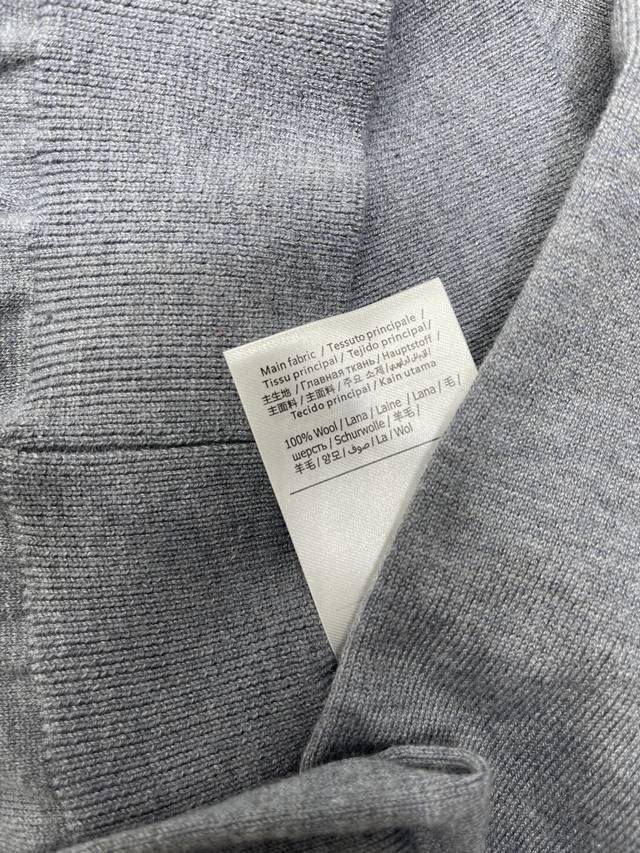 Main fabric / Tessuto principale /
Tissu principal / Tejido principal/
主生地 / Главная ткань / Hauptstoff /
主面料 / 主面料 / 주요 소재 /
Tecido principal / Kain utama
100% Wool / Lana / Laine / Lana / 毛 /
шерсть / Schurwolle / 羊毛 /
羊毛 / 양모 / صوف / La / Wol